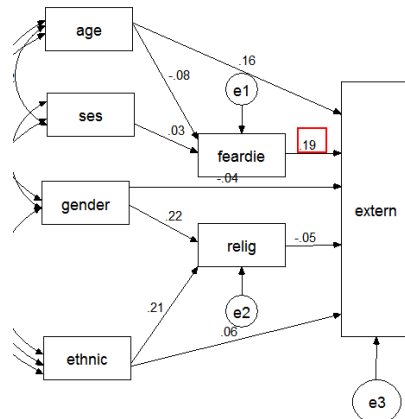 age
.16
-.08
e1
ses
.03
feardie
.19
-.04
gender
.22
extern
relig
-.05
.21
e2
.06
ethnic
e3